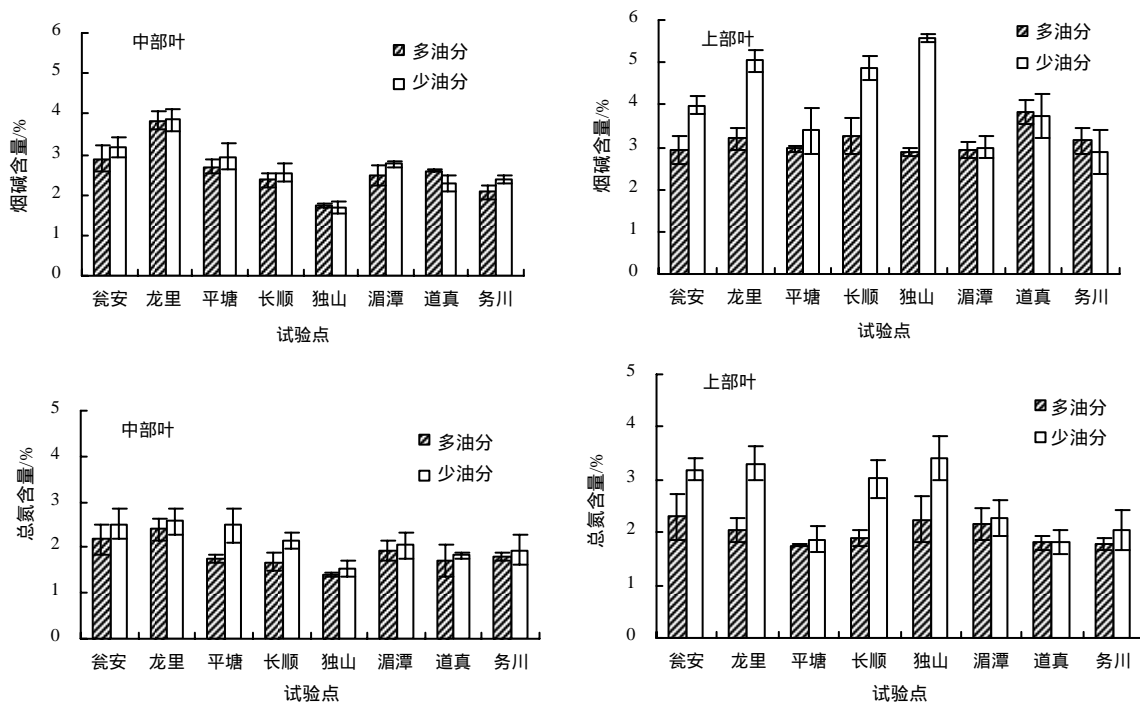 中部叶
多油分
少油分
烟碱含量/%
6
5
4
3
2
1
0
瓮安 龙里 平塘 长顺 独山 湄潭 道真 务川
试验点
上部叶
多油分
少油分
烟碱含量/%
6
5
4
3
2
1
0
瓮安 龙里 平塘 长顺 独山 湄潭 道真 务川
试验点
中部叶
多油分
少油分
总氮含量/%
5
4
3
2
1
0
瓮安 龙里 平塘 长顺 独山 湄潭 道真 务川
试验点
上部叶
多油分
少油分
总氮含量/%
5
4
3
2
1
0
瓮安 龙里 平塘 长顺 独山 湄潭 道真 务川
试验点